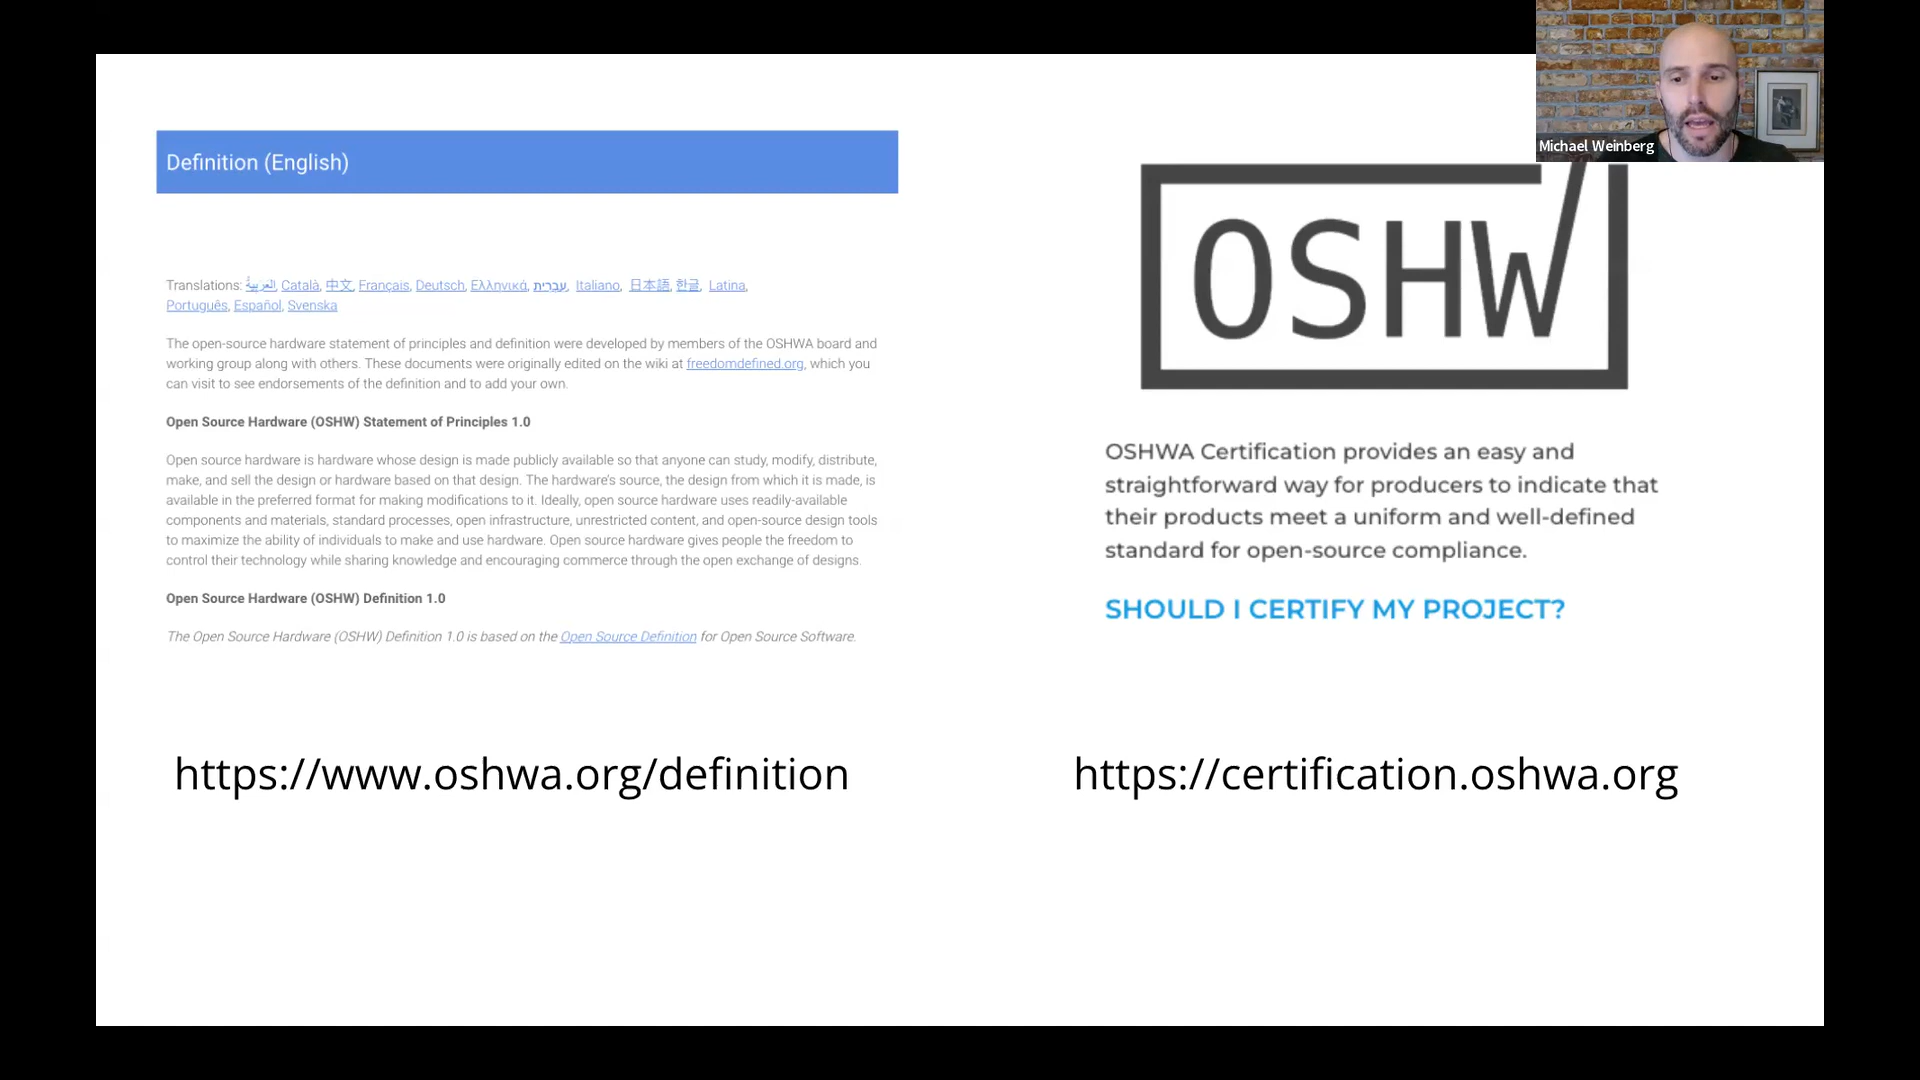 Michael Weinberg
Definition (English)
Translations: العربية, Català, 中文, Français, Deutsch, Ελληνικά, עברית, Italiano, 日本語, 한글, Latina,
Português, Español, Svenska
The open-source hardware statement of principles and definition were developed by members of the OSHWA board and
working group along with others. These documents were originally edited on the wiki at freedomdefined.org, which you
can visit to see endorsements of the definition and to add your own.
Open Source Hardware (OSHW) Statement of Principles 1.0
Open source hardware is hardware whose design is made publicly available so that anyone can study, modify, distribute,
make, and sell the design or hardware based on that design. The hardware's source, the design from which it is made, is
available in the preferred format for making modifications to it. Ideally, open source hardware uses readily-available
components and materials, standard processes, open infrastructure, unrestricted content, and open-source design tools
to maximize the ability of individuals to make and use hardware. Open source hardware gives people the freedom to
control their technology while sharing knowledge and encouraging commerce through the open exchange of designs.
Open Source Hardware (OSHW) Definition 1.0
The Open Source Hardware (OSHW) Definition 1.0 is based on the Open Source Definition for Open Source Software.
https://www.oshwa.org/definition
OSHW
OSHWA Certification provides an easy and
straightforward way for producers to indicate that
their products meet a uniform and well-defined
standard for open-source compliance.
SHOULD I CERTIFY MY PROJECT?
https://certification.oshwa.org